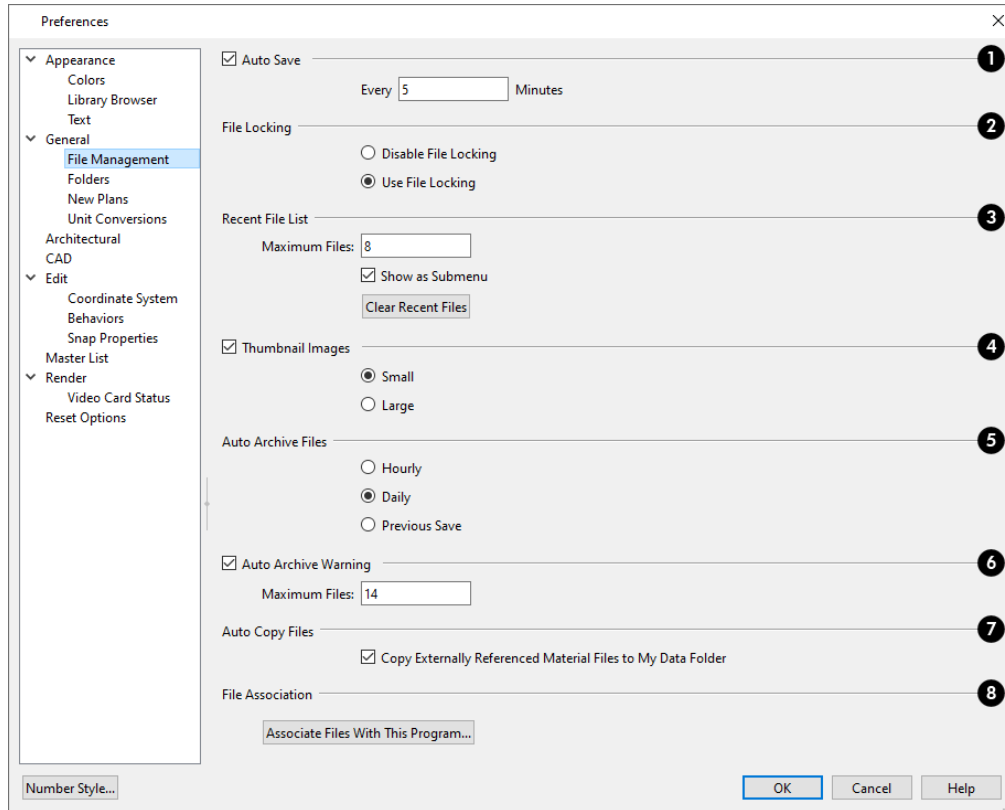 Preferences
Appearance
Colors
Library Browser
Text
General
File Management
Folders
New Plans
Unit Conversions
Architectural
CAD
Edit
Coordinate System
Behaviors
Snap Properties
Master List
Render
Video Card Status
Reset Options
Auto Save 1
Every 5 Minutes
File Locking 2
Disable File Locking
Use File Locking
Recent File List 3
Maximum Files: 8
Show as Submenu
Clear Recent Files
Thumbnail Images 4
Small
Large
Auto Archive Files 5
Hourly
Daily
Previous Save
Auto Archive Warning 6
Maximum Files: 14
Auto Copy Files 7
Copy Externally Referenced Material Files to My Data Folder
File Association 8
Associate Files With This Program...
Number Style... OK Cancel Help